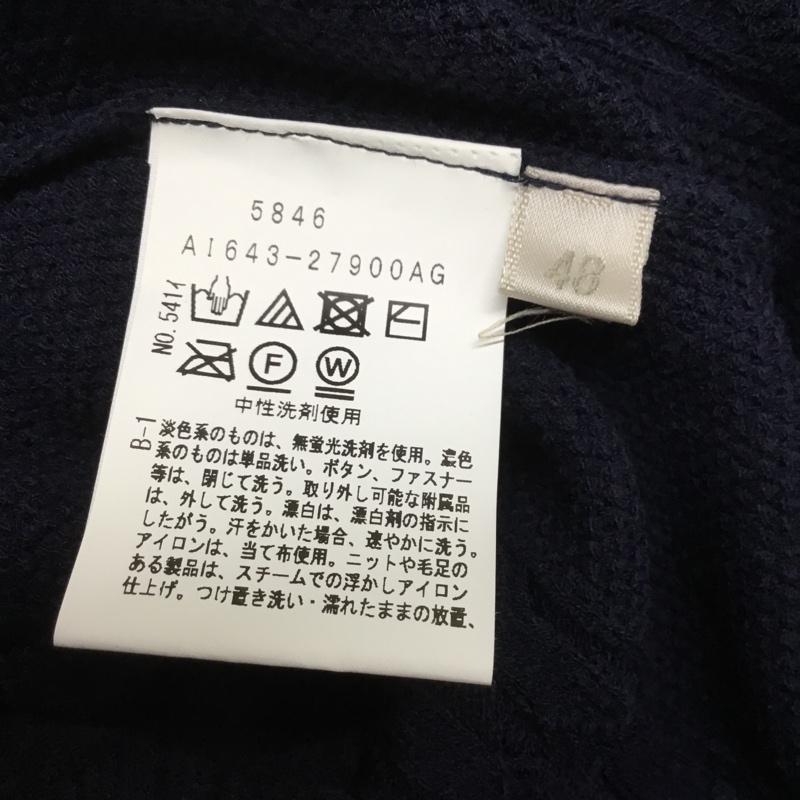 5846
AI643-27900AG
NO.5411
F
W
中性洗剤使用
B-1
淡色系のものは、無蛍光洗剤を使用。濃色
系のものは単品洗い。ボタン、ファスナー
等は、閉じて洗う。取り外し可能な附属品
は、外して洗う。漂白は、漂白剤の指示に
したがう。汗をかいた場合、速やかに洗う。
アイロンは、当て布使用。ニットや毛足の
ある製品は、スチームでの浮かしアイロン
仕上げ。つけ置き洗い・濡れたままの放置、
48